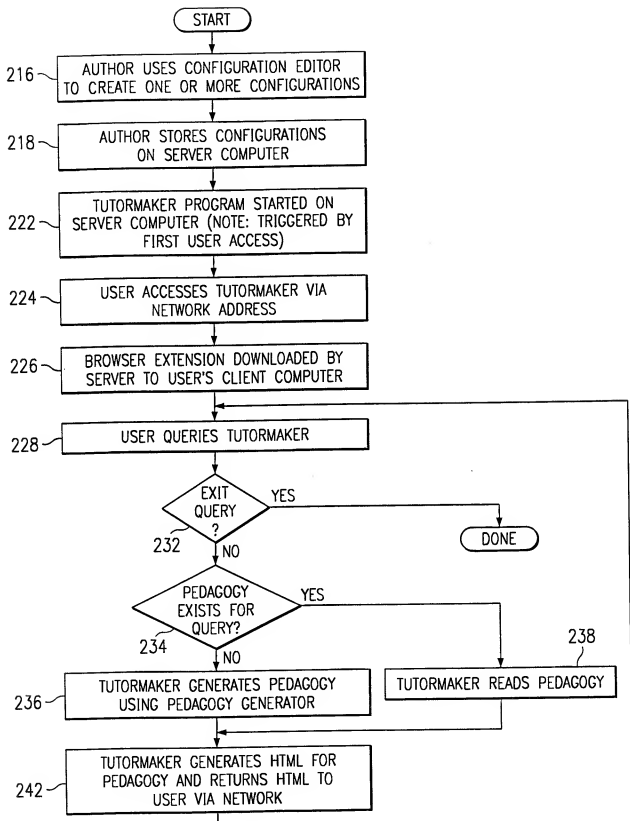 START
216
AUTHOR USES CONFIGURATION EDITOR
TO CREATE ONE OR MORE CONFIGURATIONS
218
AUTHOR STORES CONFIGURATIONS
ON SERVER COMPUTER
222
TUTORMAKER PROGRAM STARTED ON
SERVER COMPUTER (NOTE: TRIGGERED BY
FIRST USER ACCESS)
224
USER ACCESSES TUTORMAKER VIA
NETWORK ADDRESS
226
BROWSER EXTENSION DOWNLOADED BY
SERVER TO USER'S CLIENT COMPUTER
228
USER QUERIES TUTORMAKER
EXIT
QUERY
?
YES
232
NO
DONE
PEDAGOGY
EXISTS FOR
QUERY?
YES
234
NO
238
236
TUTORMAKER GENERATES PEDAGOGY
USING PEDAGOGY GENERATOR
TUTORMAKER READS PEDAGOGY
242
TUTORMAKER GENERATES HTML FOR
PEDAGOGY AND RETURNS HTML TO
USER VIA NETWORK